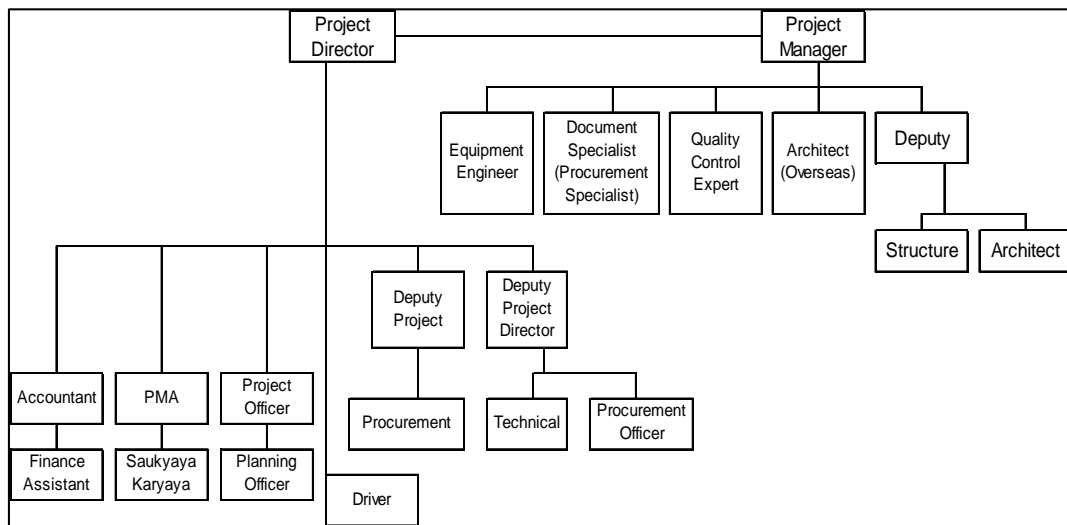 Project
Director
Project
Manager
Equipment
Engineer
Document
Specialist
(Procurement
Specialist)
Quality
Control
Expert
Architect
(Overseas)
Deputy
Structure
Architect
Deputy
Project
Deputy
Project
Director
Accountant
PMA
Project
Officer
Procurement
Technical
Procurement
Officer
Finance
Assistant
Saukyaya
Karyaya
Planning
Officer
Driver